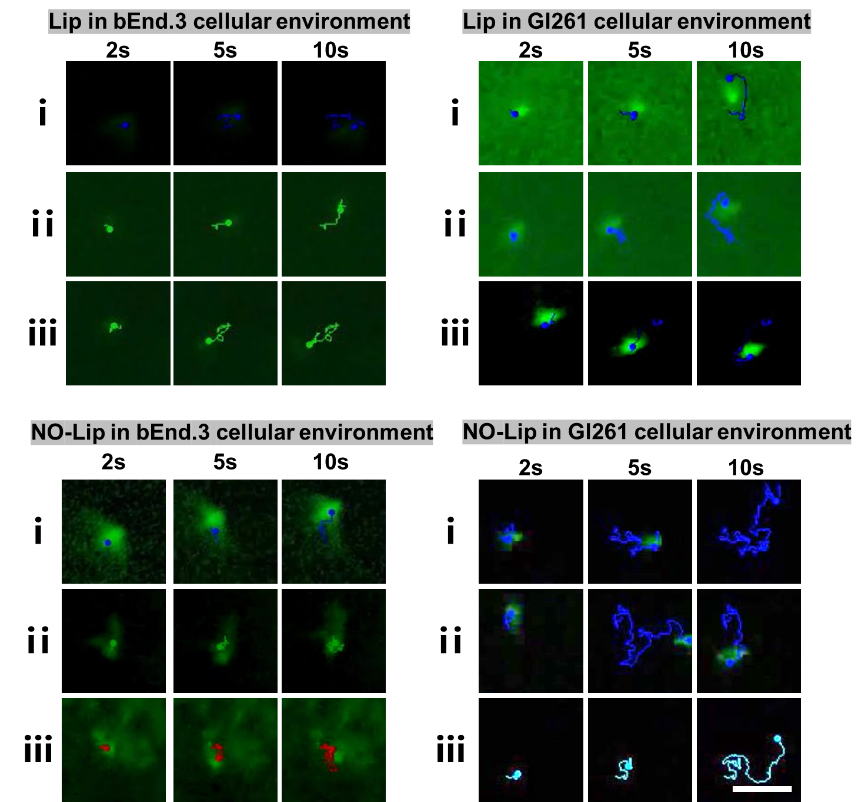 Lip in bEnd.3 cellular environment
2s 5s 10s
i
ii
iii
Lip in Gl261 cellular environment
2s 5s 10s
i
ii
iii
NO-Lip in bEnd.3 cellular environment
2s 5s 10s
i
ii
iii
NO-Lip in Gl261 cellular environment
2s 5s 10s
i
ii
iii